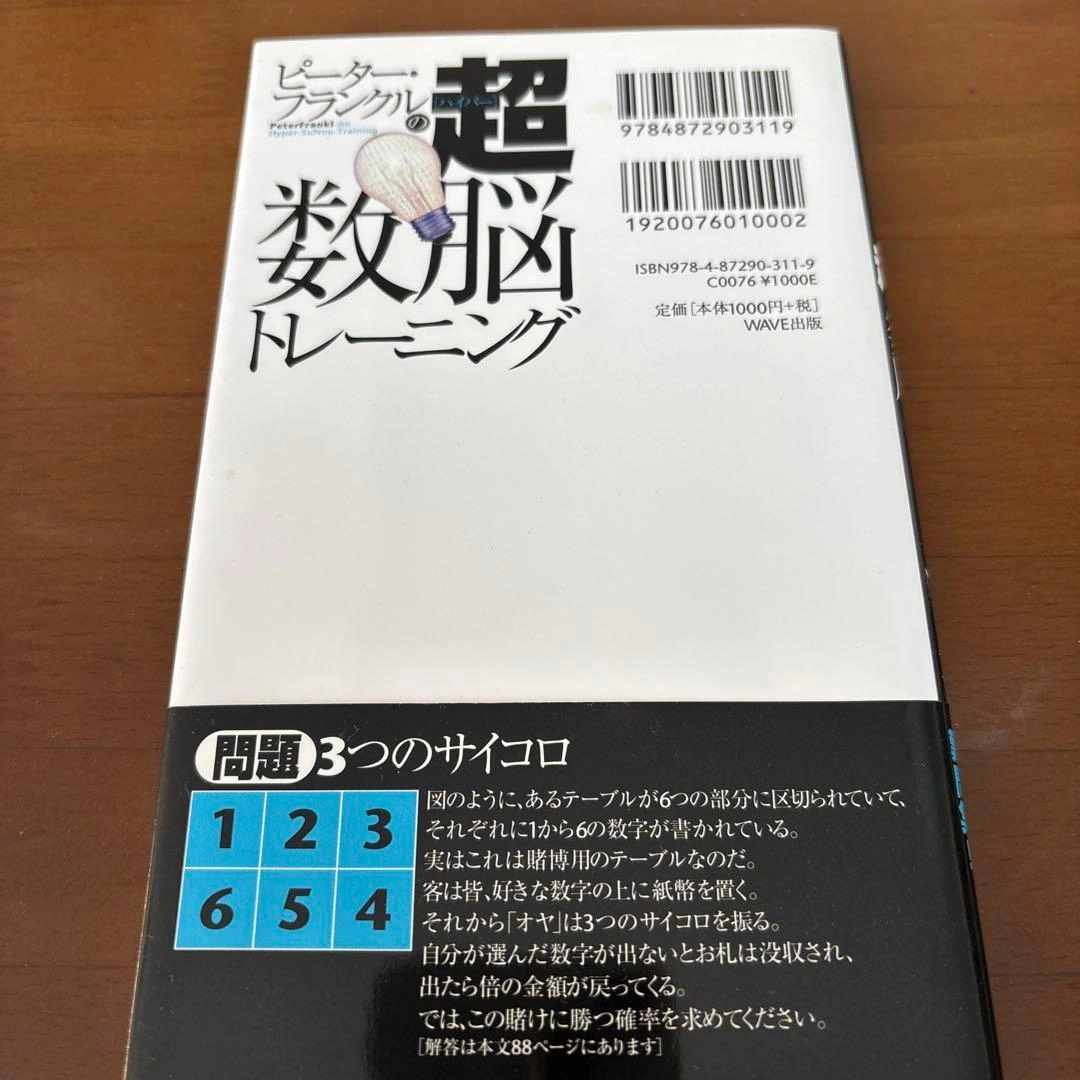 ピーター・
フランクルの
PeterFrankl-no
Hyper-SuNou-Training
超
[ハイパー]
数脳
トレーニング
9784872903119
1920076010002
ISBN978-4-87290-311-9
C0076 ¥1000E
定価[本体1000円+税]
WAVE出版
問題 3つのサイコロ
1 2 3
6 5 4
図のように、あるテーブルが6つの部分に区切られていて、
それぞれに1から6の数字が書かれている。
実はこれは賭博用のテーブルなのだ。
客は皆、好きな数字の上に紙幣を置く。
それから「オヤ」は3つのサイコロを振る。
自分が選んだ数字が出ないとお札は没収され、
出たら倍の金額が戻ってくる。
では、この賭けに勝つ確率を求めてください。
[解答は本文88ページにあります]